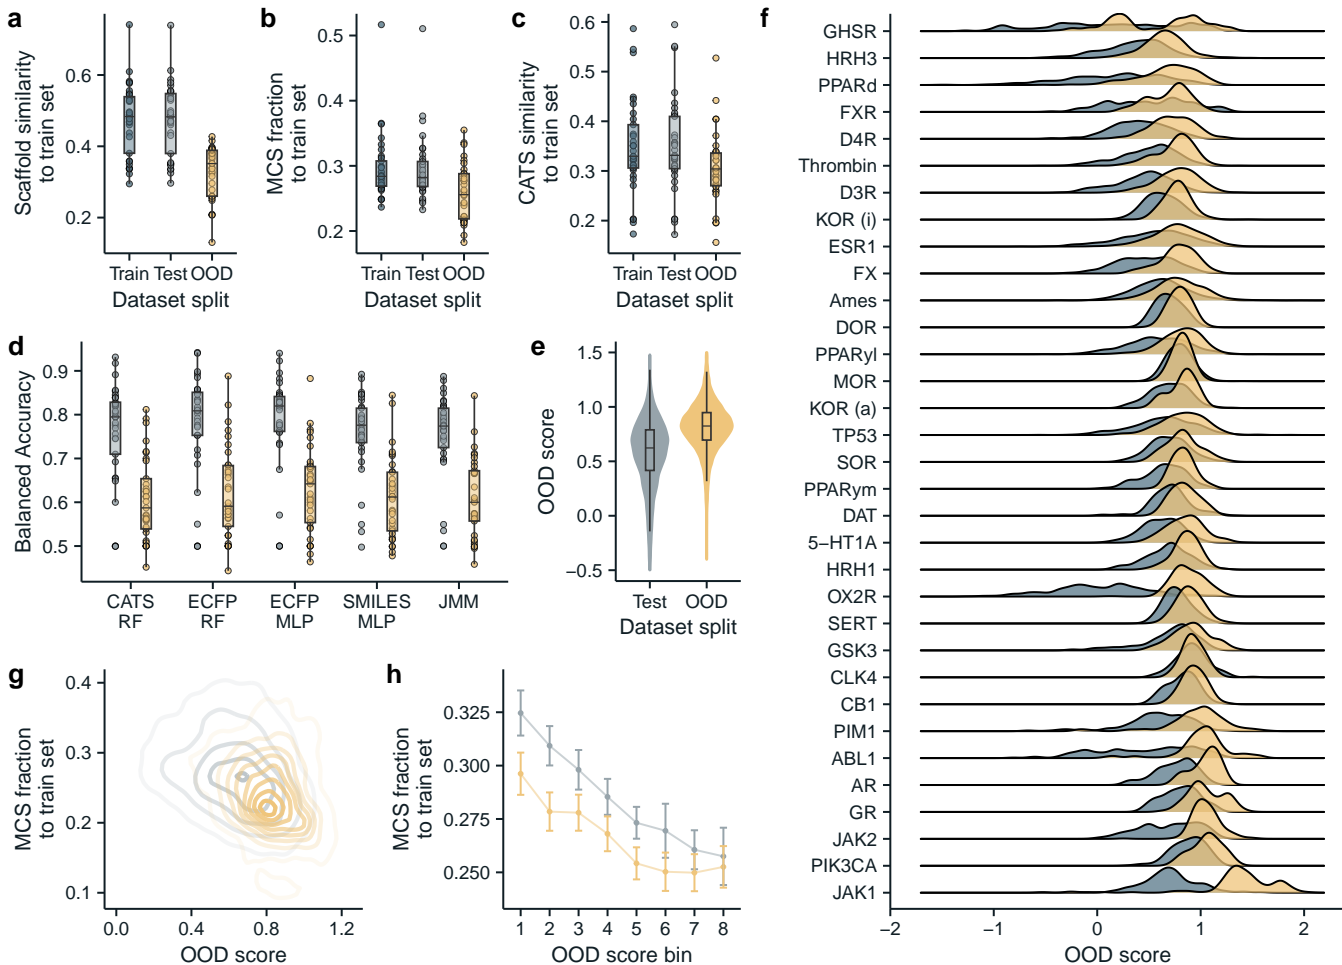 a
Scaffold similarity
to train set
0.6
0.4
0.2
Train Test OOD
Dataset split
b
MCS fraction
to train set
0.5
0.4
0.3
0.2
Train Test OOD
Dataset split
c
CATS similarity
to train set
0.6
0.5
0.4
0.3
0.2
Train Test OOD
Dataset split
d
Balanced Accuracy
0.9
0.8
0.7
0.6
0.5
CATS
RF
ECFP
RF
ECFP
MLP
SMILES
MLP
JMM
e
OOD score
1.5
1.0
0.5
0.0
−0.5
Test OOD
Dataset split
f
GHSR
HRH3
PPARd
FXR
D4R
Thrombin
D3R
KOR (i)
ESR1
FX
Ames
DOR
PPARyl
MOR
KOR (a)
TP53
SOR
PPARym
DAT
5−HT1A
HRH1
OX2R
SERT
GSK3
CLK4
CB1
PIM1
ABL1
AR
GR
JAK2
PIK3CA
JAK1
−2 −1 0 1 2
OOD score
g
MCS fraction
to train set
0.4
0.3
0.2
0.1
0.0 0.4 0.8 1.2
OOD score
h
MCS fraction
to train set
0.325
0.300
0.275
0.250
1 2 3 4 5 6 7 8
OOD score bin